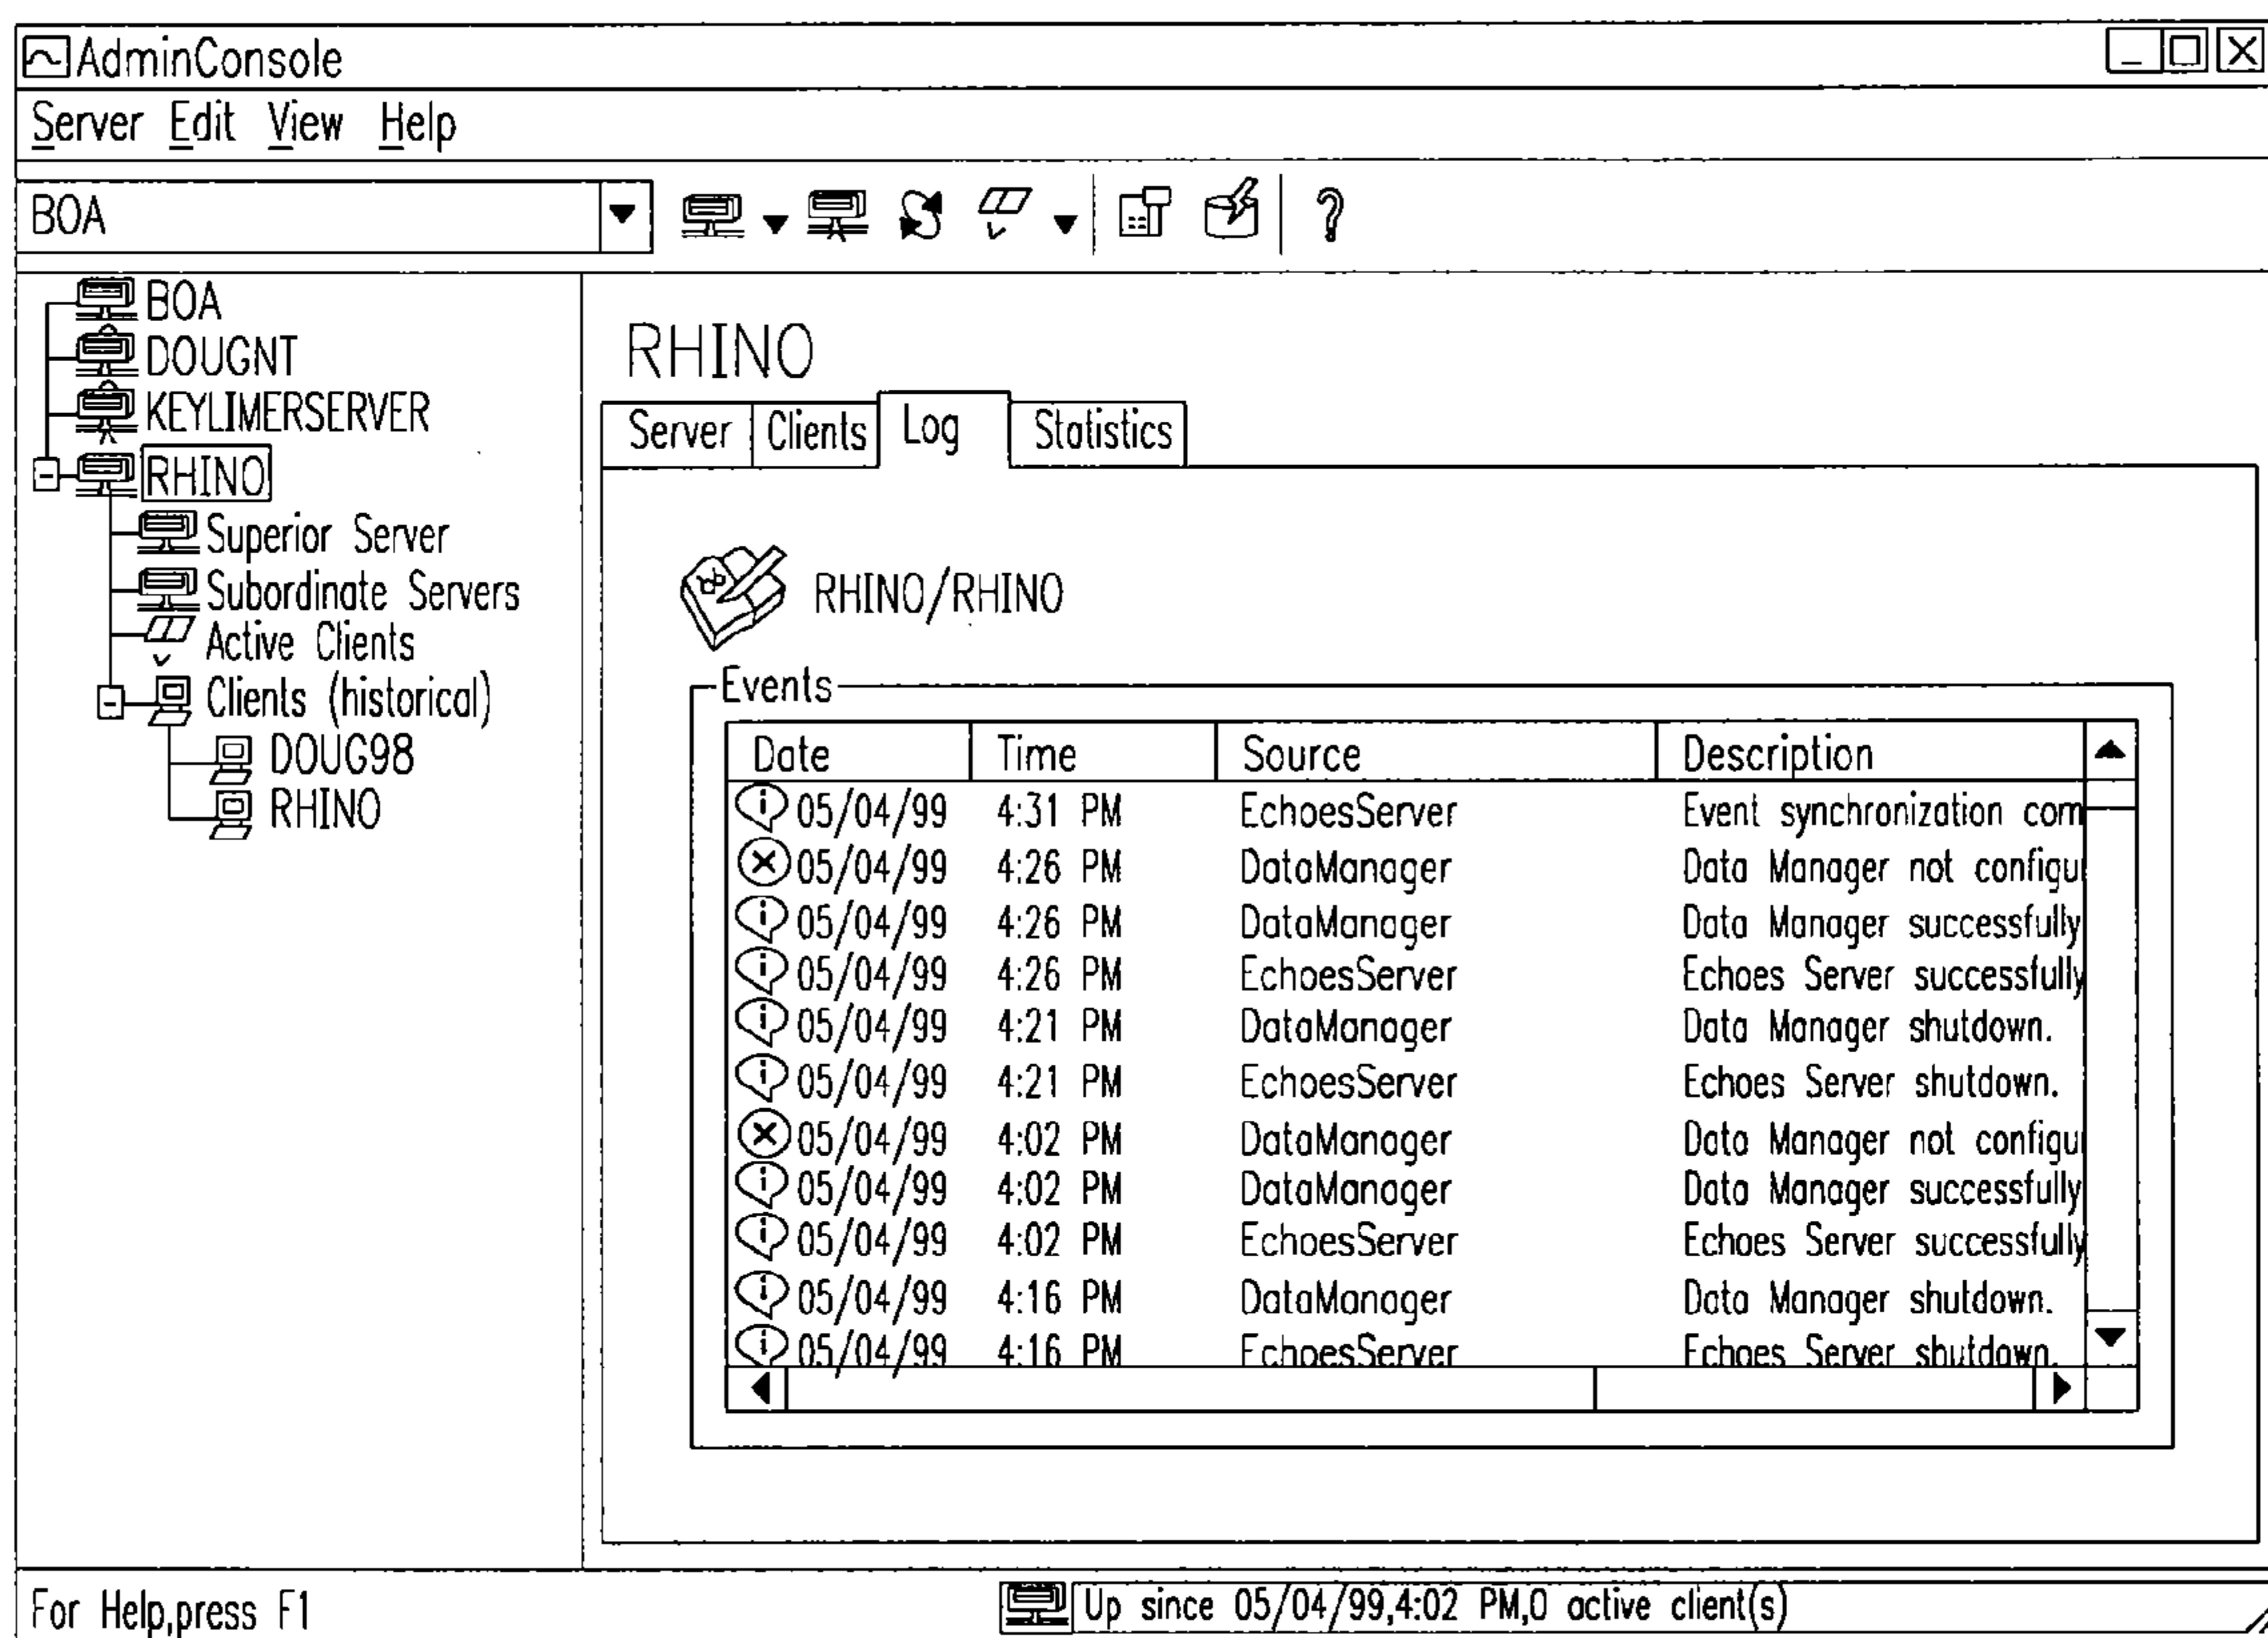 AdminConsole
Server Edit View Help
BOA
BOA
DOUGNT
KEYLIMERSERVER
RHINO
Superior Server
Subordinate Servers
Active Clients
Clients (historical)
DOUG98
RHINO
RHINO
Server Clients Log Statistics
RHINO/RHINO
Events
Date Time Source Description
05/04/99 4:31 PM EchoesServer Event synchronization com
05/04/99 4:26 PM DataManager Data Manager not configu
05/04/99 4:26 PM DataManager Data Manager successfully
05/04/99 4:26 PM EchoesServer Echoes Server successfully
05/04/99 4:21 PM DataManager Data Manager shutdown.
05/04/99 4:21 PM EchoesServer Echoes Server shutdown.
05/04/99 4:02 PM DataManager Data Manager not configu
05/04/99 4:02 PM DataManager Data Manager successfully
05/04/99 4:02 PM EchoesServer Echoes Server successfully
05/04/99 4:16 PM DataManager Data Manager shutdown.
05/04/99 4:16 PM EchoesServer Echoes Server shutdown.
For Help,press F1
Up since 05/04/99,4:02 PM,0 active client(s)